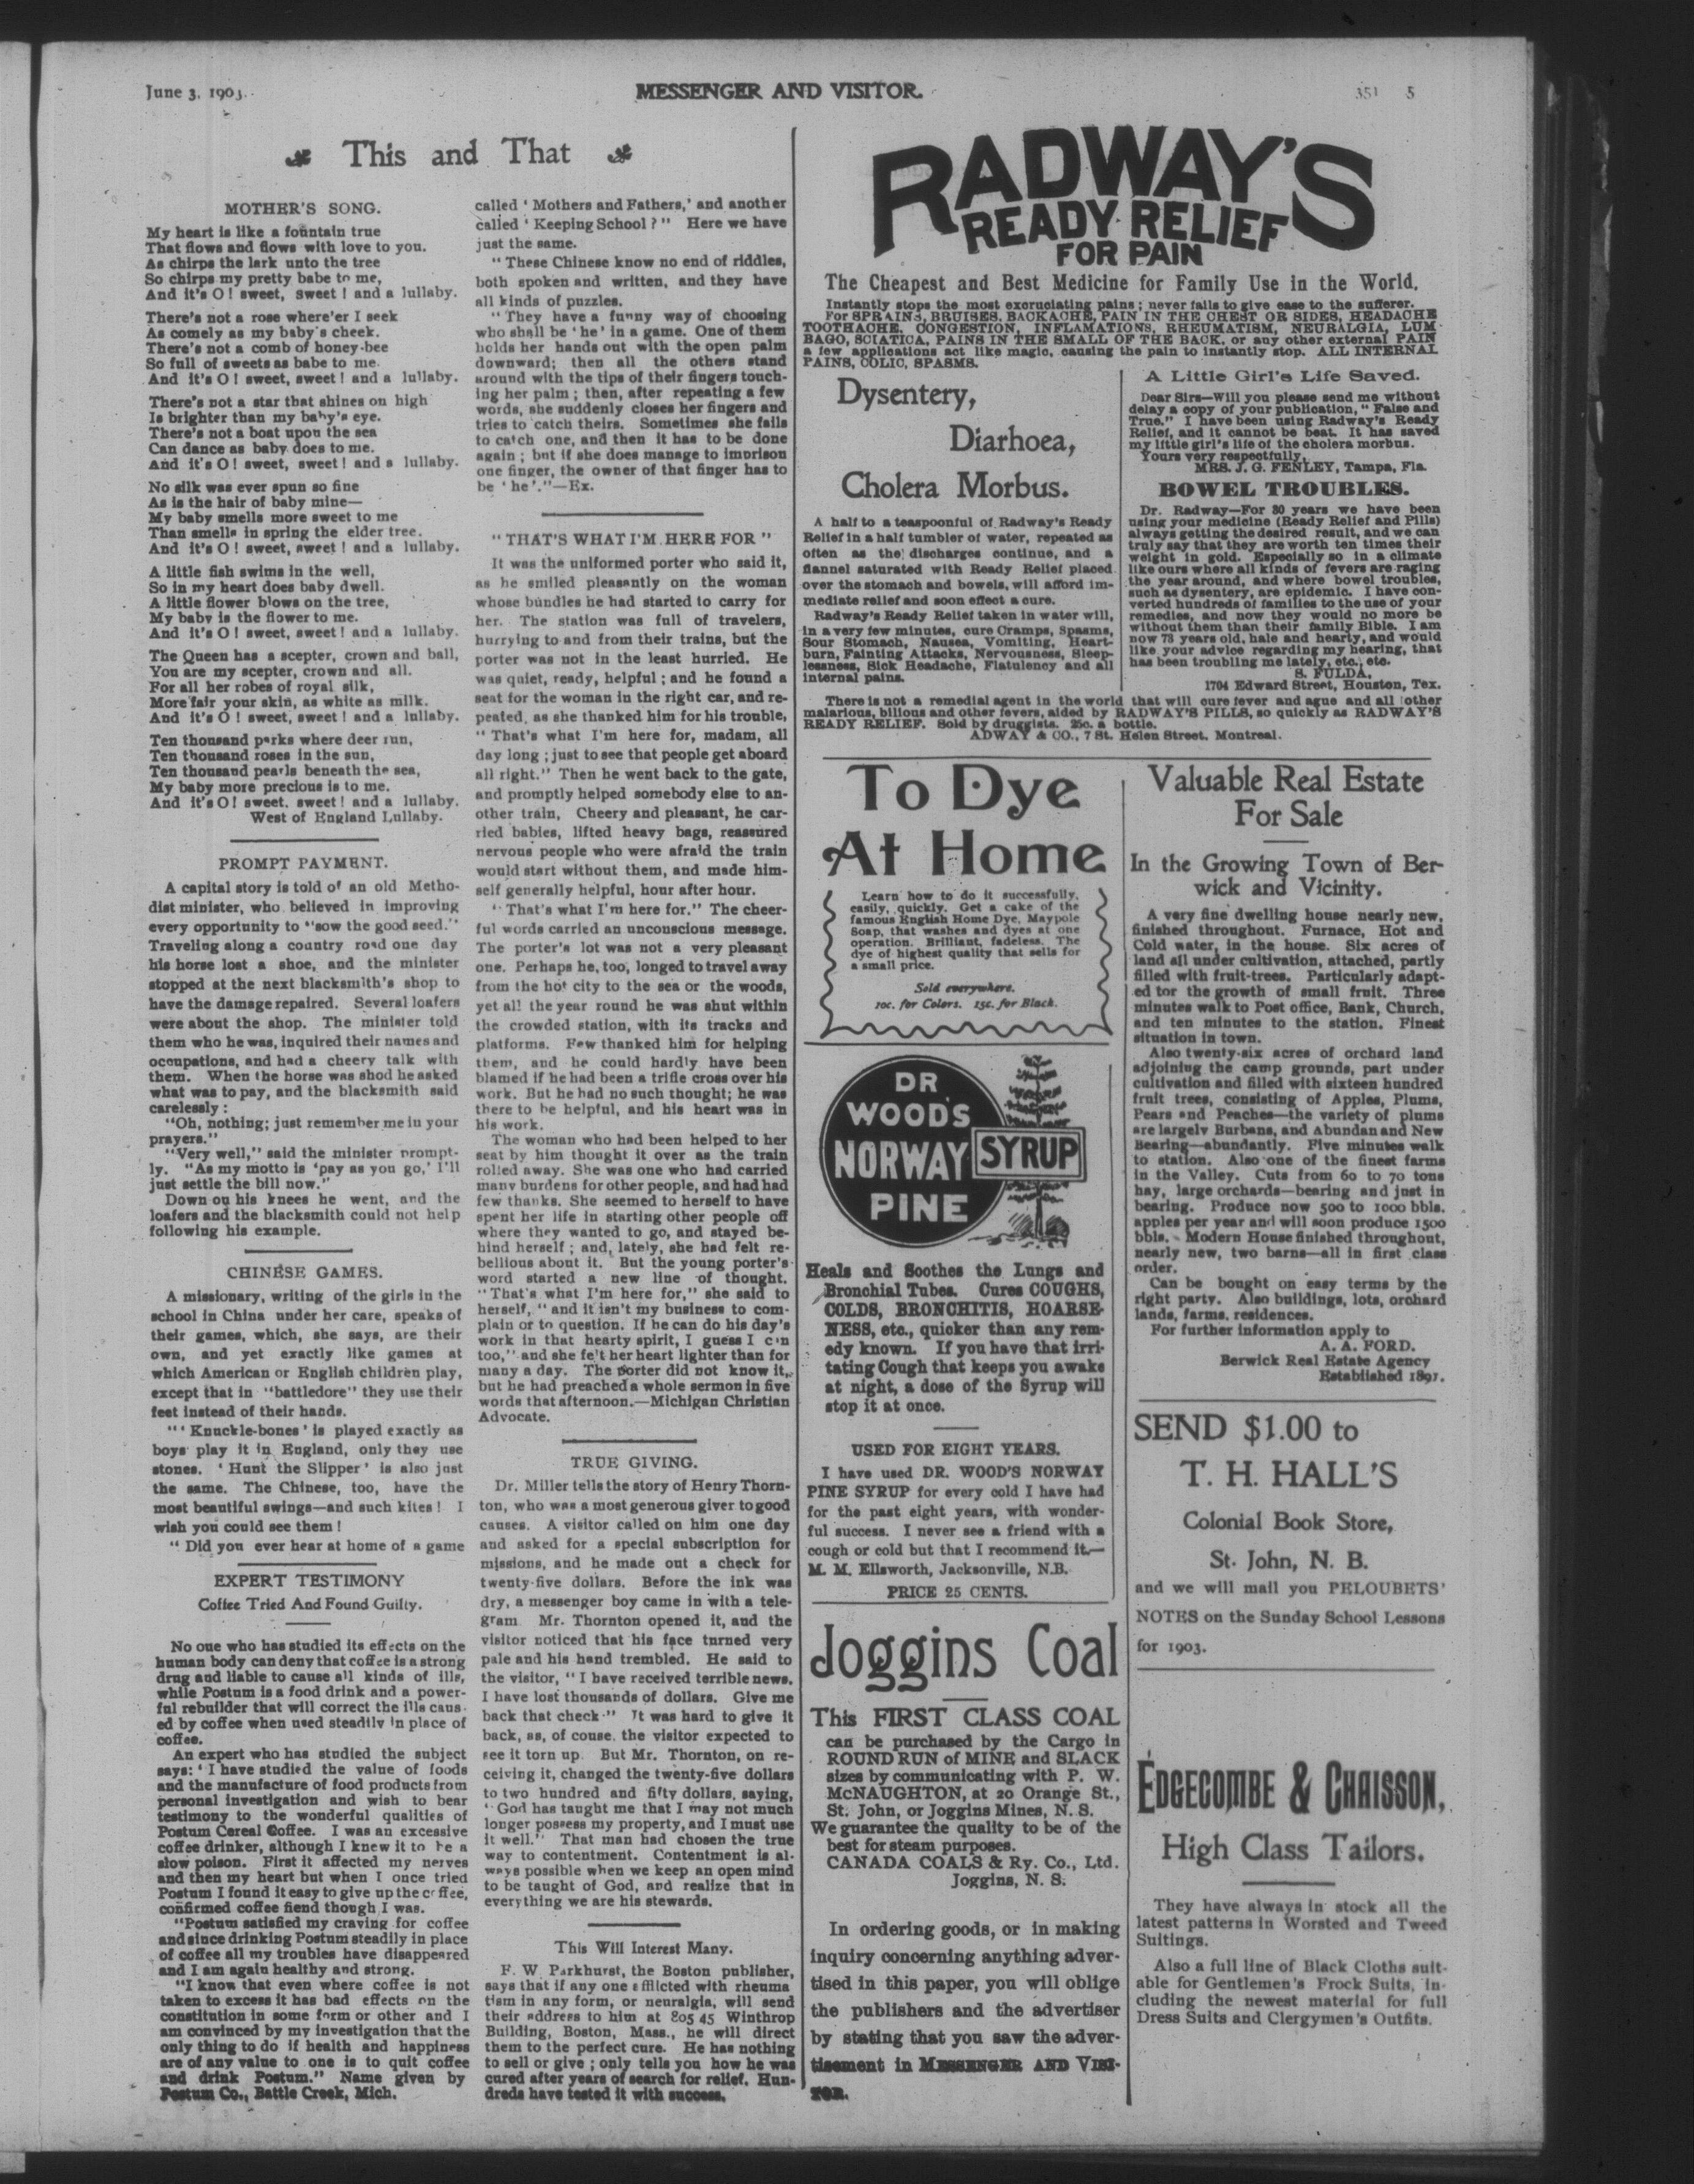 June 3, 1903.
MESSENGER AND VISITOR.
351 5
This and That
MOTHER'S SONG.
My heart is like a fountain true
That flows and flows with love to you.
As chirps the lark unto the tree
So chirps my pretty babe to me,
And it's O! sweet, sweet! and a lullaby.
There's not a rose where'er I seek
As comely as my baby's cheek.
There's not a comb of honey-bee
So full of sweets as babe to me.
And it's O! sweet, sweet! and a lullaby.
There's not a star that shines on high
Is brighter than my baby's eye.
There's not a boat upon the sea
Can dance as baby does to me.
And it's O! sweet, sweet! and a lullaby.
No silk was ever spun so fine
As is the hair of baby mine—
My baby smells more sweet to me
Than smells in spring the elder tree.
And it's O! sweet, sweet! and a lullaby.
A little fish swims in the well,
So in my heart does baby dwell.
A little flower blows on the tree,
My baby is the flower to me.
And it's O! sweet, sweet! and a lullaby.
The Queen has a scepter, crown and ball,
You are my scepter, crown and all.
For all her robes of royal silk,
More fair your skin, as white as milk.
And it's O! sweet, sweet! and a lullaby.
Ten thousand parks where deer run,
Ten thousand roses in the sun,
Ten thousand pearls beneath the sea,
My baby more precious is to me.
And it's O! sweet, sweet! and a lullaby.
West of England Lullaby.
PROMPT PAYMENT.
A capital story is told of an old Metho-
dist minister, who believed in improving
every opportunity to "sow the good seed."
Traveling along a country road one day
his horse lost a shoe, and the minister
stopped at the next blacksmith's shop to
have the damage repaired. Several loafers
were about the shop. The minister told
them who he was, inquired their names and
occupations, and had a cheery talk with
them. When the horse was shod he asked
what was to pay, and the blacksmith said
carelessly:
"Oh, nothing; just remember me in your
prayers."
"Very well," said the minister prompt-
ly. "As my motto is 'pay as you go,' I'll
just settle the bill now."
Down on his knees he went, and the
loafers and the blacksmith could not help
following his example.
CHINESE GAMES.
A missionary, writing of the girls in the
school in China under her care, speaks of
their games, which, she says, are their
own, and yet exactly like games at
which American or English children play,
except that in "battledore" they use their
feet instead of their hands.
"'Knuckle-bones' is played exactly as
boys play it in England, only they use
stones. 'Hunt the Slipper' is also just
the same. The Chinese, too, have the
most beautiful swings—and such kites! I
wish you could see them!
"Did you ever hear at home of a game
EXPERT TESTIMONY
Coffee Tried And Found Guilty.
No one who has studied its effects on the
human body can deny that coffee is a strong
drug and liable to cause all kinds of ills,
while Postum is a food drink and a power-
ful rebuilder that will correct the ills caus-
ed by coffee when used steadily in place of
coffee.
An expert who has studied the subject
says: 'I have studied the value of foods
and the manufacture of food products from
personal investigation and wish to bear
testimony to the wonderful qualities of
Postum Cereal Coffee. I was an excessive
coffee drinker, although I knew it to be a
slow poison. First it affected my nerves
and then my heart but when I once tried
Postum I found it easy to give up the coffee,
confirmed coffee fiend though I was.
"Postum satisfied my craving for coffee
and since drinking Postum steadily in place
of coffee all my troubles have disappeared
and I am again healthy and strong.
"I know that even where coffee is not
taken to excess it has bad effects on the
constitution in some form or other and I
am convinced by my investigation that the
only thing to do if health and happiness
are of any value to one is to quit coffee
and drink Postum." Name given by
Postum Co., Battle Creek, Mich.
called 'Mothers and Fathers,' and another
called 'Keeping School?" Here we have
just the same.
"These Chinese know no end of riddles,
both spoken and written, and they have
all kinds of puzzles.
"They have a funny way of choosing
who shall be 'he' in a game. One of them
holds her hands out with the open palm
downward; then all the others stand
around with the tips of their fingers touch-
ing her palm; then, after repeating a few
words, she suddenly closes her fingers and
tries to catch theirs. Sometimes she fails
to catch one, and then it has to be done
again; but if she does manage to imprison
one finger, the owner of that finger has to
be 'he'."—Ex.
"THAT'S WHAT I'M HERE FOR"
It was the uniformed porter who said it,
as he smiled pleasantly on the woman
whose bundles he had started to carry for
her. The station was full of travelers,
hurrying to and from their trains, but the
porter was not in the least hurried. He
was quiet, ready, helpful; and he found a
seat for the woman in the right car, and re-
peated, as she thanked him for his trouble,
"That's what I'm here for, madam, all
day long; just to see that people get aboard
all right." Then he went back to the gate,
and promptly helped somebody else to an-
other train, Cheery and pleasant, he car-
ried babies, lifted heavy bags, reassured
nervous people who were afraid the train
would start without them, and made him-
self generally helpful, hour after hour.
"That's what I'm here for." The cheer-
ful words carried an unconscious message.
The porter's lot was not a very pleasant
one. Perhaps he, too, longed to travel away
from the hot city to the sea or the woods,
yet all the year round he was shut within
the crowded station, with its tracks and
platforms. Few thanked him for helping
them, and he could hardly have been
blamed if he had been a trifle cross over his
work. But he had no such thought; he was
there to be helpful, and his heart was in
his work.
The woman who had been helped to her
seat by him thought it over as the train
rolled away. She was one who had carried
many burdens for other people, and had had
few thanks. She seemed to herself to have
spent her life in starting other people off
where they wanted to go, and stayed be-
hind herself; and, lately, she had felt re-
bellious about it. But the young porter's
word started a new line of thought.
"That's what I'm here for," she said to
herself, "and it isn't my business to com-
plain or to question. If he can do his day's
work in that hearty spirit, I guess I can
too," and she felt her heart lighter than for
many a day. The porter did not know it,
but he had preached a whole sermon in five
words that afternoon.—Michigan Christian
Advocate.
TRUE GIVING.
Dr. Miller tells the story of Henry Thorn-
ton, who was a most generous giver to good
causes. A visitor called on him one day
and asked for a special subscription for
missions, and he made out a check for
twenty-five dollars. Before the ink was
dry, a messenger boy came in with a tele-
gram. Mr. Thornton opened it, and the
visitor noticed that his face turned very
pale and his hand trembled. He said to
the visitor, "I have received terrible news.
I have lost thousands of dollars. Give me
back that check." It was hard to give it
back, as, of couse, the visitor expected to
see it torn up. But Mr. Thornton, on re-
ceiving it, changed the twenty-five dollars
to two hundred and fifty dollars, saying,
"God has taught me that I may not much
longer possess my property, and I must use
it well." That man had chosen the true
way to contentment. Contentment is al-
ways possible when we keep an open mind
to be taught of God, and realize that in
everything we are his stewards.
This Will Interest Many.
F. W. Parkhurst, the Boston publisher,
says that if any one afflicted with rheuma
tism in any form, or neuralgia, will send
their address to him at 805 45 Winthrop
Building, Boston, Mass., he will direct
them to the perfect cure. He has nothing
to sell or give; only tells you how he was
cured after years of search for relief. Hun-
dreds have tested it with success.
RADWAY'S
READY RELIEF
FOR PAIN
The Cheapest and Best Medicine for Family Use in the World.
Instantly stops the most excruciating pains; never fails to give ease to the sufferer.
For SPRAINS, BRUISES, BACKACHE, PAIN IN THE CHEST OR SIDES, HEADACHE
TOOTHACHE, CONGESTION, INFLAMATIONS, RHEUMATISM, NEURALGIA, LUM-
BAGO, SCIATICA, PAINS IN THE SMALL OF THE BACK, or any other external PAIN
a few applications act like magic, causing the pain to instantly stop. ALL INTERNAL
PAINS, COLIC, SPASMS.
Dysentery,
Diarhoea,
Cholera Morbus.
A half to a teaspoonful of Radway's Ready
Relief in a half tumbler of water, repeated as
often as the discharges continue, and a
flannel saturated with Ready Relief placed
over the stomach and bowels, will afford im-
mediate relief and soon effect a cure.
Radway's Ready Relief taken in water will,
in a very few minutes, cure Cramps, Spasms,
Sour Stomach, Nausea, Vomiting, Heart-
burn, Fainting Attacks, Nervousness, Sleep-
lessness, Sick Headache, Flatulency and all
internal pains.
A Little Girl's Life Saved.
Dear Sirs—Will you please send me without
delay a copy of your publication, "False and
True." I have been using Radway's Ready
Relief, and it cannot be beat. It has saved
my little girl's life of the cholera morbus.
Yours very respectfully,
MRS. J. G. FENLEY, Tampa, Fla.
BOWEL TROUBLES.
Dr. Radway—For 30 years we have been
using your medicine (Ready Relief and Pills)
always getting the desired result, and we can
truly say that they are worth ten times their
weight in gold. Especially so in a climate
like ours where all kinds of fevers are raging
the year around, and where bowel troubles,
such as dysentery, are epidemic. I have con-
verted hundreds of families to the use of your
remedies, and now they would no more be
without them than their family Bible. I am
now 73 years old, hale and hearty, and would
like your advice regarding my hearing, that
has been troubling me lately, etc., etc.
S. FULDA,
1704 Edward Street, Houston, Tex.
There is not a remedial agent in the world that will cure fever and ague and all other
malarious, bilious and other fevers, aided by RADWAY'S PILLS, so quickly as RADWAY'S
READY RELIEF. Sold by druggists. 25c. a bottle.
ADWAY & CO., 7 St. Helen Street, Montreal.
To Dye
At Home
Learn how to do it successfully,
easily, quickly. Get a cake of the
famous English Home Dye, Maypole
Soap, that washes and dyes at one
operation. Brilliant, fadeless. The
dye of highest quality that sells for
a small price.
Sold everywhere.
10c. for Colors. 15c. for Black.
DR
WOOD'S
NORWAY
PINE
SYRUP
Heals and Soothes the Lungs and
Bronchial Tubes. Cures COUGHS,
COLDS, BRONCHITIS, HOARSE-
NESS, etc., quicker than any rem-
edy known. If you have that irri-
tating Cough that keeps you awake
at night, a dose of the Syrup will
stop it at once.
USED FOR EIGHT YEARS.
I have used DR. WOOD'S NORWAY
PINE SYRUP for every cold I have had
for the past eight years, with wonder-
ful success. I never see a friend with a
cough or cold but that I recommend it.—
M. M. Ellsworth, Jacksonville, N.B.
PRICE 25 CENTS.
Joggins Coal
This FIRST CLASS COAL
can be purchased by the Cargo in
ROUND RUN of MINE and SLACK
sizes by communicating with P. W.
McNAUGHTON, at 20 Orange St.,
St. John, or Joggins Mines, N. S.
We guarantee the quality to be of the
best for steam purposes.
CANADA COALS & Ry. Co., Ltd.
Joggins, N. S.
In ordering goods, or in making
inquiry concerning anything adver-
tised in this paper, you will oblige
the publishers and the advertiser
by stating that you saw the adver-
tisement in MESSENGER AND VISI-
TOR.
Valuable Real Estate
For Sale
In the Growing Town of Ber-
wick and Vicinity.
A very fine dwelling house nearly new,
finished throughout. Furnace, Hot and
Cold water, in the house. Six acres of
land all under cultivation, attached, partly
filled with fruit-trees. Particularly adapt-
ed tor the growth of small fruit. Three
minutes walk to Post office, Bank, Church,
and ten minutes to the station. Finest
situation in town.
Also twenty-six acres of orchard land
adjoining the camp grounds, part under
cultivation and filled with sixteen hundred
fruit trees, consisting of Apples, Plums,
Pears and Peaches—the variety of plums
are largely Burbans, and Abundan and New
Bearing—abundantly. Five minutes walk
to station. Also one of the finest farms
in the Valley. Cuts from 60 to 70 tons
hay, large orchards—bearing and just in
bearing. Produce now 500 to 1000 bbls.
apples per year and will soon produce 1500
bbls. Modern House finished throughout,
nearly new, two barns—all in first class
order.
Can be bought on easy terms by the
right party. Also buildings, lots, orchard
lands, farms, residences.
For further information apply to
A. A. FORD.
Berwick Real Estate Agency
Established 1891.
SEND $1.00 to
T. H. HALL'S
Colonial Book Store,
St. John, N. B.
and we will mail you PELOUBETS'
NOTES on the Sunday School Lessons
for 1903.
EDGECOMBE & CHAISSON,
High Class Tailors.
They have always in stock all the
latest patterns in Worsted and Tweed
Suitings.
Also a full line of Black Cloths suit-
able for Gentlemen's Frock Suits, in-
cluding the newest material for full
Dress Suits and Clergymen's Outfits.